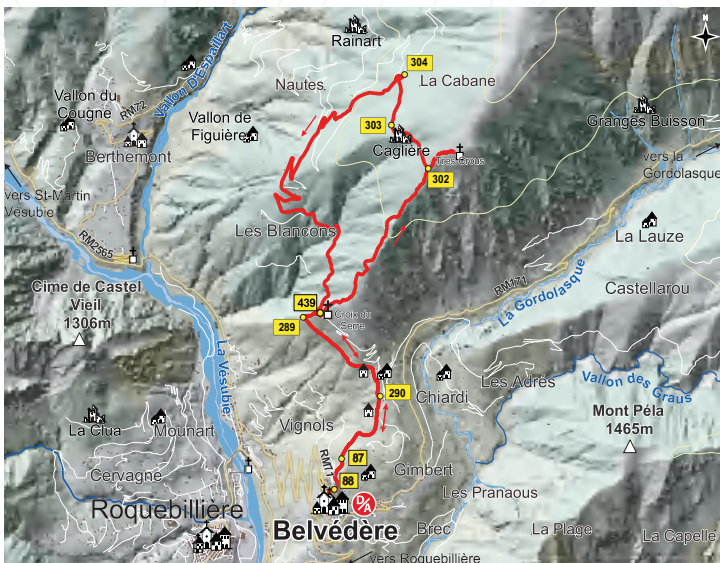 N
Rainart
304
Nautes
La Cabane
Vallon D'Espaillart
Vallon du
Cougne
RM72
Vallon de
Figuière
303
Granges Buisson
Berthemont
Caglière
Tres Crous
vers la
Gordolasque
302
vers St-Martin
Vésubie
RM2565
Les Blancons
La Lauze
RM171
La Gordolasque
Castellarou
Cime de Castel
Vieil
1306m
439
Croix du
Serre
289
La Vésubie
Les Adrés
Vallon des Graus
290
Chiardi
Mont Péla
1465m
La Clua
Mounart
Vignols
RM71
87
Gimbert
Cervagne
88
Les Pranaous
D/A
Roquebillière
Belvédère
Brec
La Plage
La Capelle
vers Roquebillière